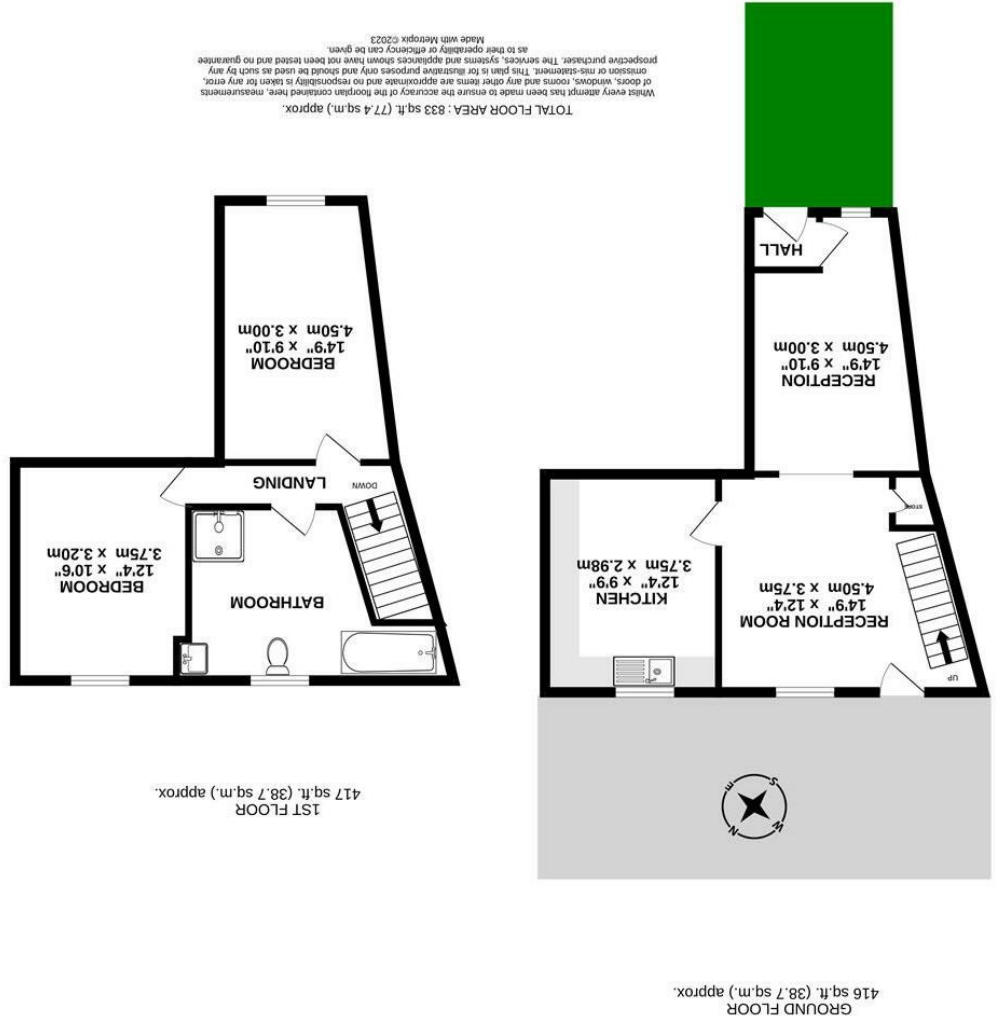 GROUND FLOOR
416 sq.ft. (38.7 sq.m.) approx.
N
E
S
W
UP
RECEPTION ROOM
14'9" x 12'4"
4.50m x 3.75m
KITCHEN
12'4" x 9'9"
3.75m x 2.98m
STORE
RECEPTION
14'9" x 9'10"
4.50m x 3.00m
HALL
1ST FLOOR
417 sq.ft. (38.7 sq.m.) approx.
BATHROOM
BEDROOM
12'4" x 10'6"
3.75m x 3.20m
DOWN
LANDING
BEDROOM
14'9" x 9'10"
4.50m x 3.00m
TOTAL FLOOR AREA : 833 sq.ft. (77.4 sq.m.) approx.
Whilst every attempt has been made to ensure the accuracy of the floorplan contained here, measurements
of doors, windows, rooms and any other items are approximate and no responsibility is taken for any error,
omission or mis-statement. This plan is for illustrative purposes only and should be used as such by any
prospective purchaser. The services, systems and appliances shown have not been tested and no guarantee
as to their operability or efficiency can be given.
Made with Metropix ©2023